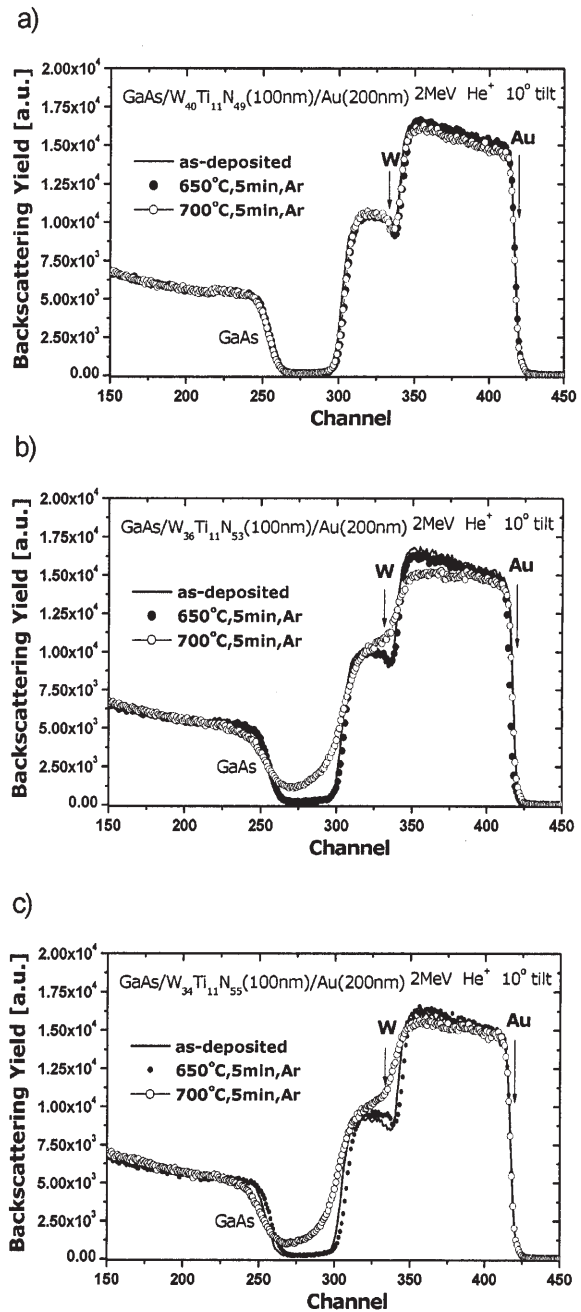 a)
2.00x10⁴
GaAs/W₄₀Ti₁₁N₄₉(100nm)/Au(200nm) 2MeV He⁺ 10° tilt
1.75x10⁴
1.50x10⁴
1.25x10⁴
1.00x10⁴
7.50x10³
5.00x10³
2.50x10³
0.00
Backscattering Yield [a.u.]
as-deposited
650°C,5min,Ar
700°C,5min,Ar
W
Au
GaAs
150 200 250 300 350 400 450
Channel
b)
2.00x10⁴
GaAs/W₃₆Ti₁₁N₅₃(100nm)/Au(200nm) 2MeV He⁺ 10° tilt
1.75x10⁴
1.50x10⁴
1.25x10⁴
1.00x10⁴
7.50x10³
5.00x10³
2.50x10³
0.00
Backscattering Yield [a.u.]
as-deposited
650°C,5min,Ar
700°C,5min,Ar
W
Au
GaAs
150 200 250 300 350 400 450
Channel
c)
2.00x10⁴
GaAs/W₃₄Ti₁₁N₅₅(100nm)/Au(200nm) 2MeV He⁺ 10° tilt
1.75x10⁴
1.50x10⁴
1.25x10⁴
1.00x10⁴
7.50x10³
5.00x10³
2.50x10³
0.00
Backscattering Yield [a.u.]
as-deposited
650°C,5min,Ar
700°C,5min,Ar
W
Au
GaAs
150 200 250 300 350 400 450
Channel